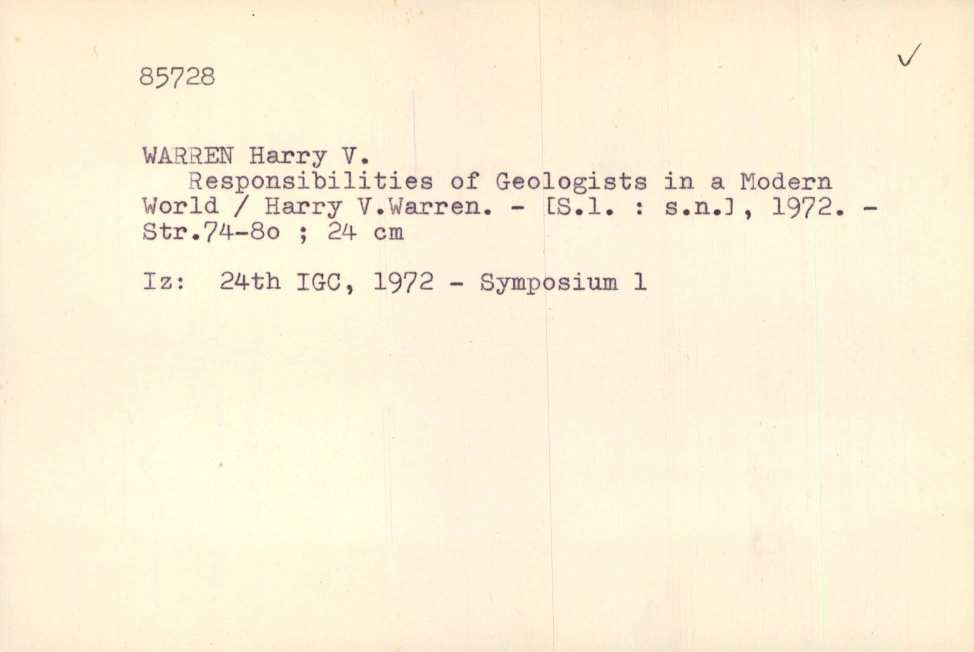 85728
WARREN Harry V.
Responsibilities of Geologists in a Modern
World / Harry V.Warren. - [S.l. : s.n.], 1972. -
Str.74-8o ; 24 cm
Iz: 24th IGC, 1972 - Symposium l